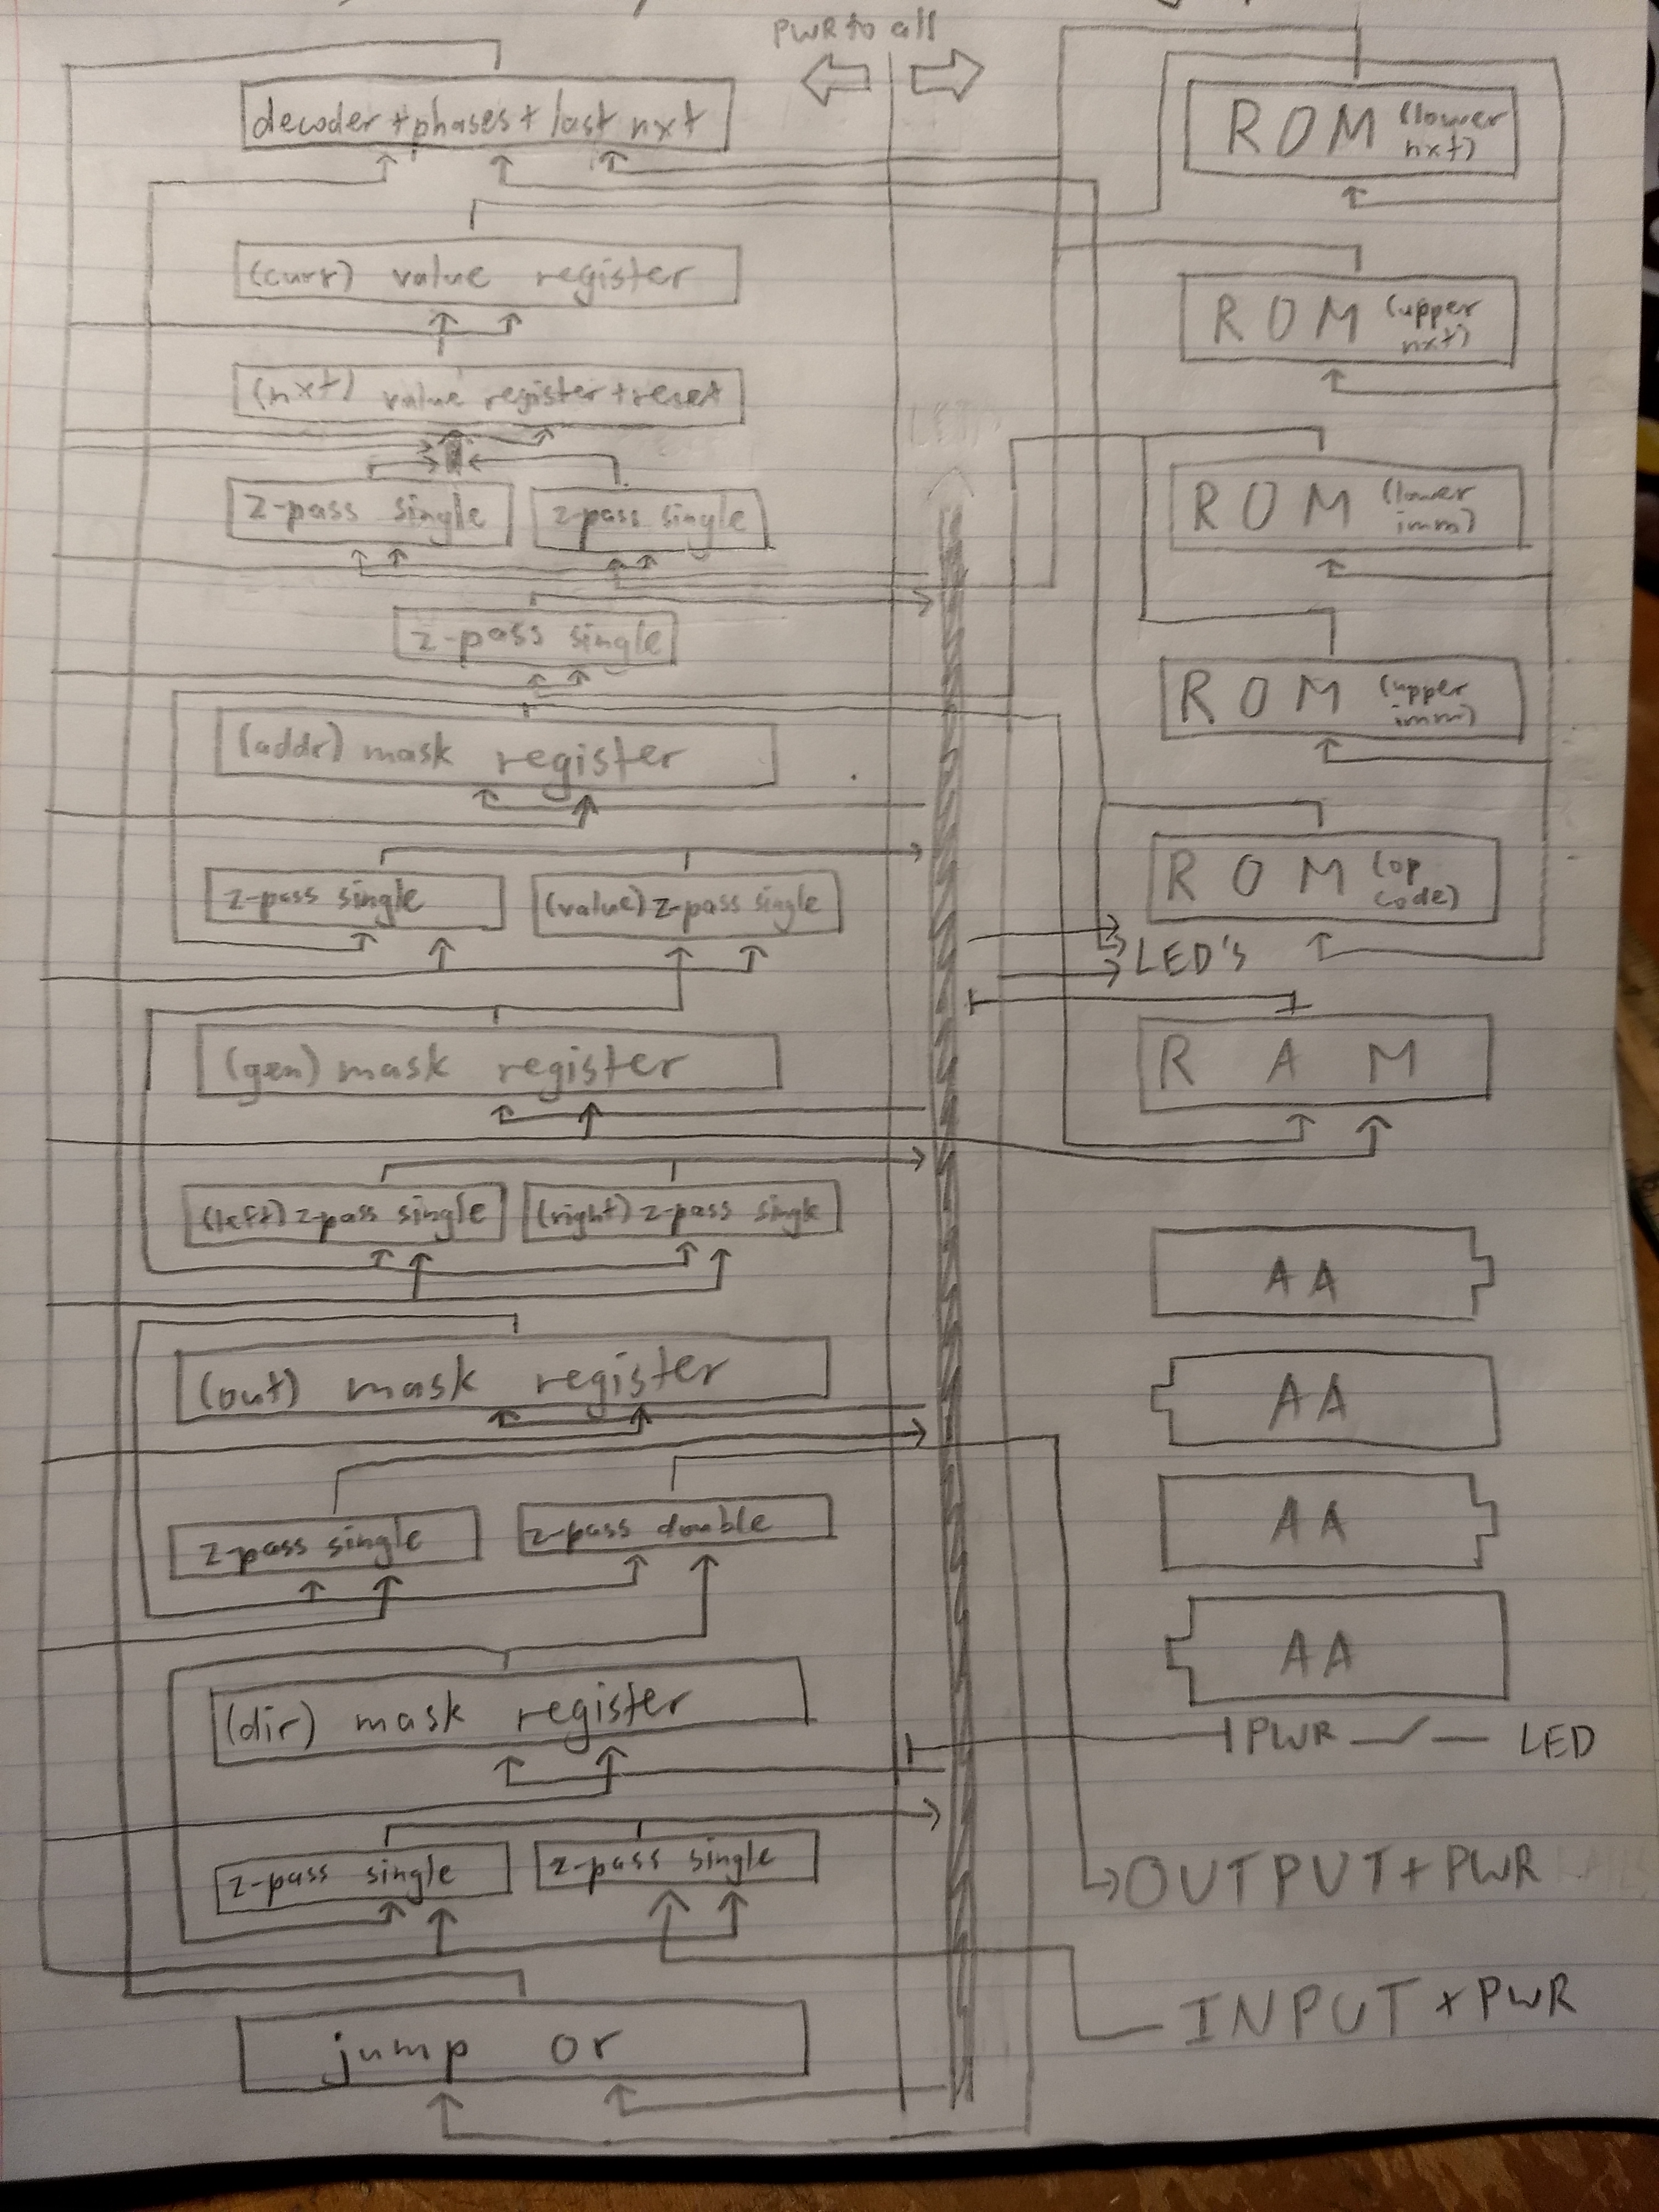 PWR to all
decoder + phases + last nxt
ROM (lower nxt)
(curr) value register
ROM (upper nxt)
(nxt) value register + reset
z-pass single
z-pass single
ROM (lower imm)
z-pass single
ROM (upper imm)
(addr) mask register
z-pass single
(value) z-pass single
ROM (op code)
LED's
(gen) mask register
RAM
(left) z-pass single
(right) z-pass single
AA
(out) mask register
AA
z-pass single
z-pass double
AA
AA
(dir) mask register
PWR
LED
z-pass single
z-pass single
OUTPUT + PWR
INPUT + PWR
jump or